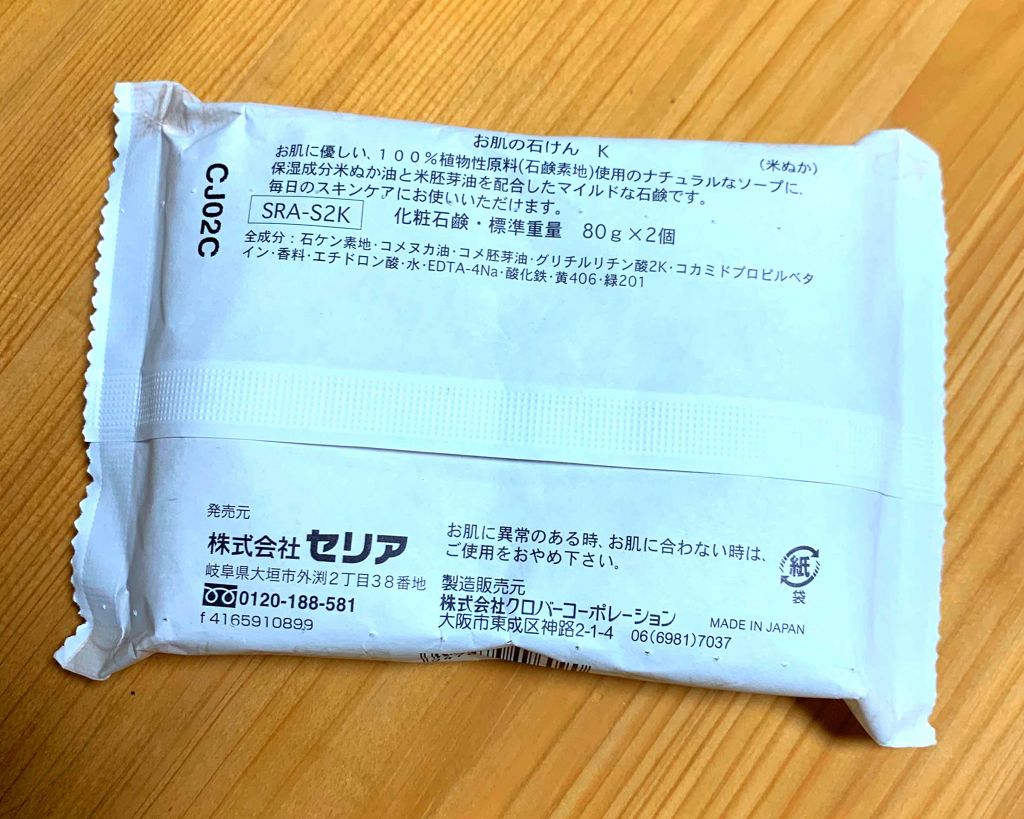 お肌の石けん K
(米ぬか)
お肌に優しい、100%植物性原料(石鹸素地)使用のナチュラルなソープに、
保湿成分米ぬか油と米胚芽油を配合したマイルドな石鹸です。
毎日のスキンケアにお使いいただけます。
SRA-S2K 化粧石鹸・標準重量 80g×2個
全成分:石ケン素地・コメヌカ油・コメ胚芽油・グリチルリチン酸2K・コカミドプロピルベタ
イン・香料・エチドロン酸・水・EDTA-4Na・酸化鉄・黄406・緑201
CJ02C
発売元
株式会社セリア
岐阜県大垣市外渕2丁目38番地
0120-188-581
f 4165910899
お肌に異常のある時、お肌に合わない時は、
ご使用をおやめ下さい。
製造販売元
株式会社クロバーコーポレーション
大阪市東成区神路2-1-4 06(6981)7037
MADE IN JAPAN
紙
袋